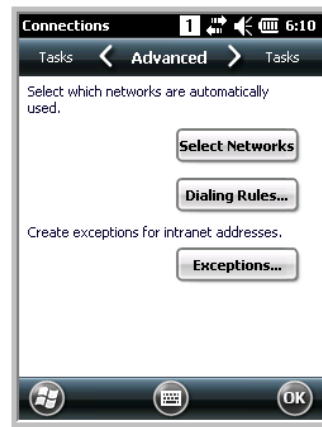 Connections 1 6:10
Tasks Advanced Tasks
Select which networks are automatically
used.
Select Networks
Dialing Rules...
Create exceptions for intranet addresses.
Exceptions...
OK